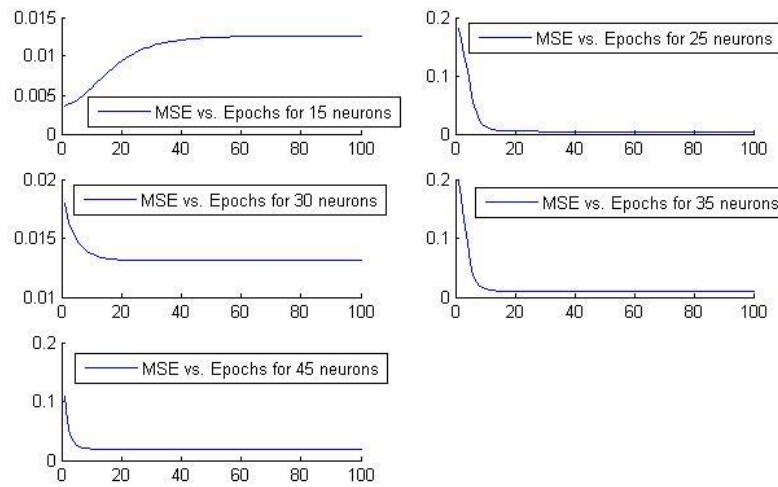 0.015
0.01
0.005
0
MSE vs. Epochs for 15 neurons
0 20 40 60 80 100
0.2
0.1
0
MSE vs. Epochs for 25 neurons
0 20 40 60 80 100
0.02
0.015
0.01
MSE vs. Epochs for 30 neurons
0 20 40 60 80 100
0.2
0.1
0
MSE vs. Epochs for 35 neurons
0 20 40 60 80 100
0.2
0.1
0
MSE vs. Epochs for 45 neurons
0 20 40 60 80 100